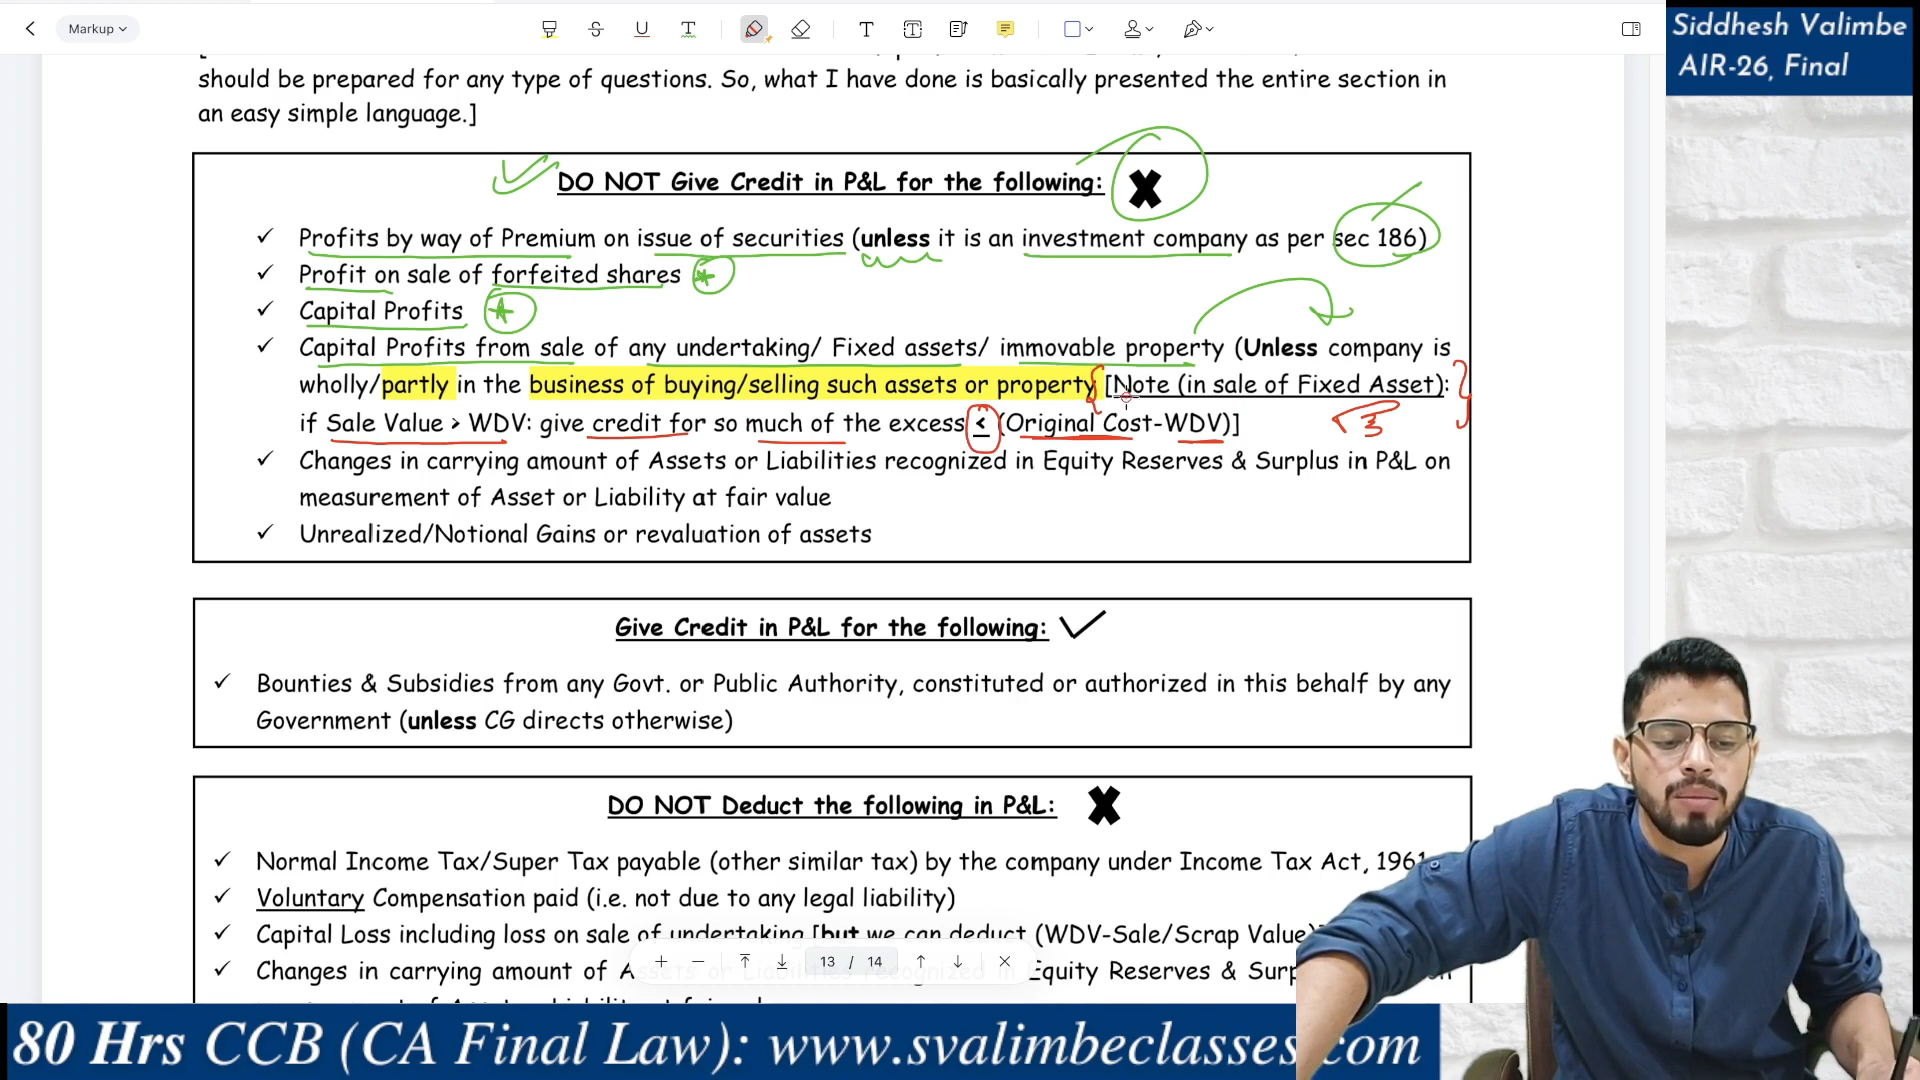 Markup
Siddhesh Valimbe
AIR-26, Final
should be prepared for any type of questions. So, what I have done is basically presented the entire section in
an easy simple language.]
DO NOT Give Credit in P&L for the following: ✖
✓ Profits by way of Premium on issue of securities (unless it is an investment company as per sec 186)
✓ Profit on sale of forfeited shares
✓ Capital Profits
✓ Capital Profits from sale of any undertaking/ Fixed assets/ immovable property (Unless company is
wholly/partly in the business of buying/selling such assets or property [Note (in sale of Fixed Asset):
if Sale Value > WDV: give credit for so much of the excess < (Original Cost-WDV)]
✓ Changes in carrying amount of Assets or Liabilities recognized in Equity Reserves & Surplus in P&L on
measurement of Asset or Liability at fair value
✓ Unrealized/Notional Gains or revaluation of assets
Give Credit in P&L for the following: ✓
✓ Bounties & Subsidies from any Govt. or Public Authority, constituted or authorized in this behalf by any
Government (unless CG directs otherwise)
DO NOT Deduct the following in P&L: ✖
✓ Normal Income Tax/Super Tax payable (other similar tax) by the company under Income Tax Act, 1961
✓ Voluntary Compensation paid (i.e. not due to any legal liability)
✓ Capital Loss including loss on sale of undertaking [but we can deduct (WDV-Sale/Scrap Value)
✓ Changes in carrying amount of Assets or Liabilities recognized in Equity Reserves &
13 / 14
80 Hrs CCB (CA Final Law): www.svalimbeclasses.com